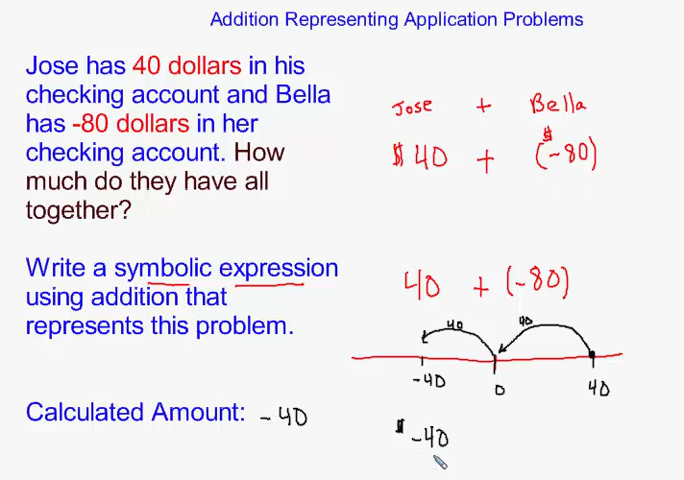 Addition Representing Application Problems
Jose has 40 dollars in his
checking account and Bella
has -80 dollars in her
checking account. How
much do they have all
together?
Jose + Bella
$40 + ($-80)
Write a symbolic expression
using addition that
represents this problem.
40 + (-80)
40 40
-40 0 40
Calculated Amount: -40
$-40